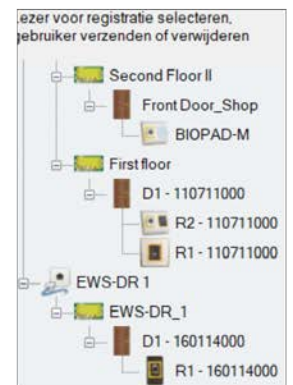 .ezer voor registratie selecteren,
gebruiker verzenden of verwijderen
Second Floor II
Front Door_Shop
BIOPAD-M
First floor
D1 - 110711000
R2 - 110711000
R1 - 110711000
EWS-DR 1
EWS-DR_1
D1 - 160114000
R1 - 160114000